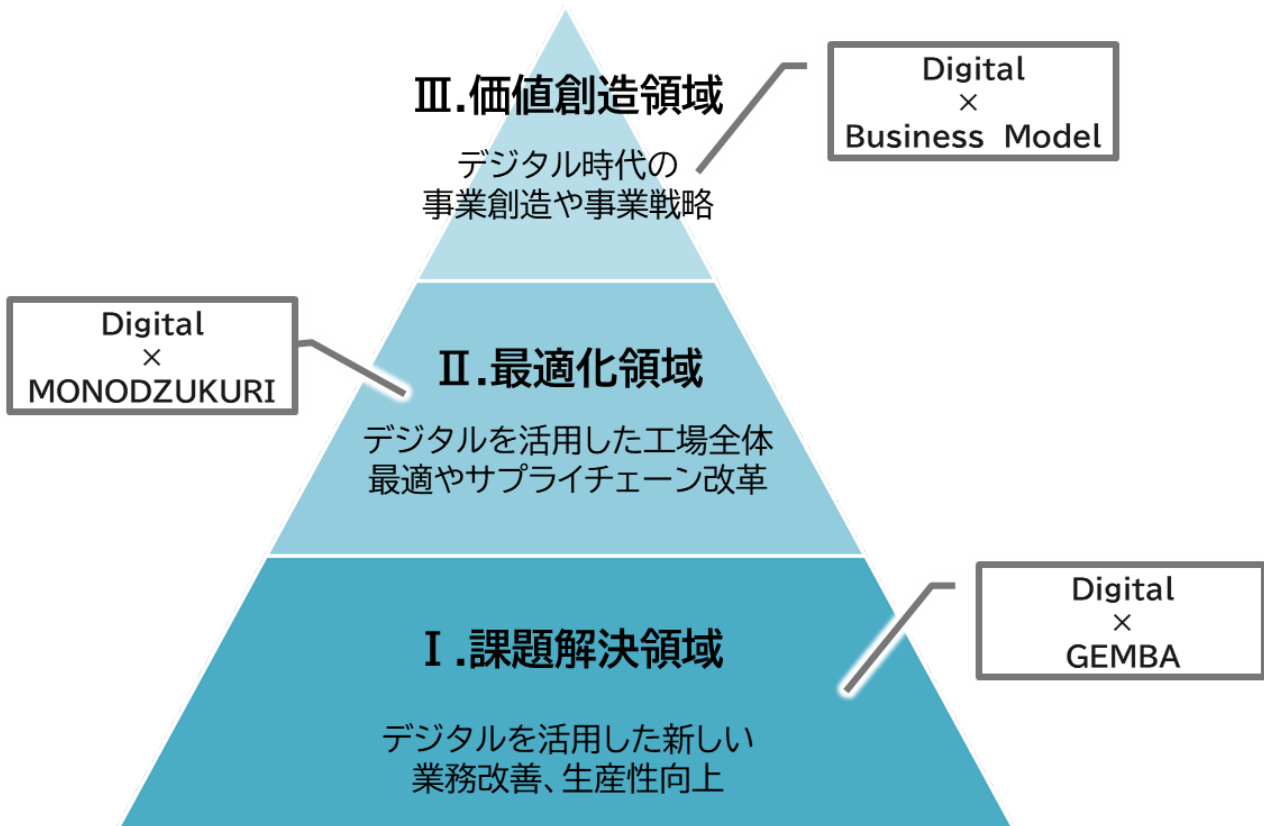 Ⅲ.価値創造領域
デジタル時代の
事業創造や事業戦略
Digital
×
Business Model
Digital
×
MONODZUKURI
Ⅱ.最適化領域
デジタルを活用した工場全体
最適やサプライチェーン改革
Ⅰ.課題解決領域
デジタルを活用した新しい
業務改善、生産性向上
Digital
×
GEMBA